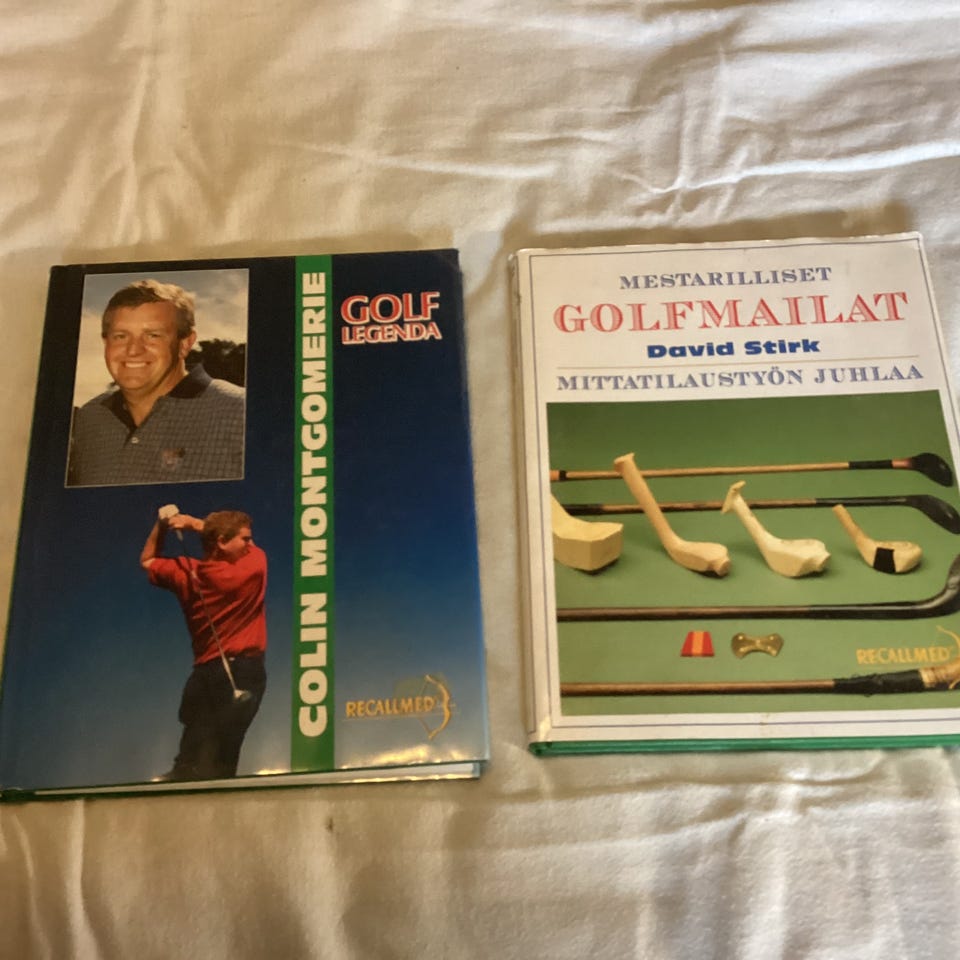 COLIN MONTGOMERIE
GOLF
LEGENDA
RECALLMED
MESTARILLISET
GOLFMAILAT
David Stirk
MITTATILAUSTYÖN JUHLAA
RECALLMED